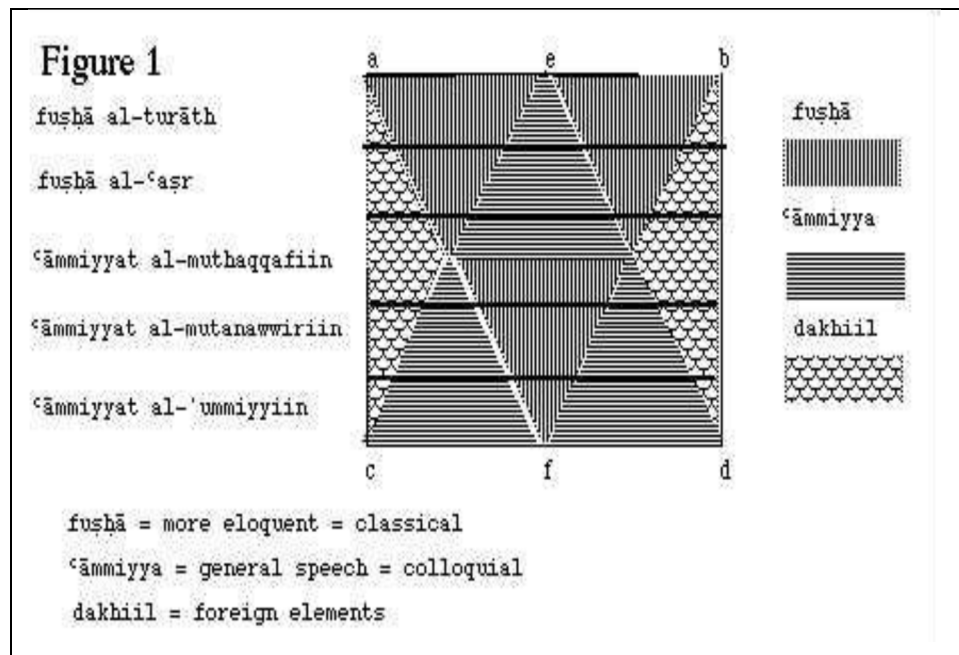 Figure 1
a e b
fuṣḥā al-turāth
fuṣḥā al-ʿaṣr
ʿāmmiyyat al-muthaqqafiin
ʿāmmiyyat al-mutanawwiriin
ʿāmmiyyat al-ʾummiyyiin
c f d
fuṣḥā
ʿāmmiyya
dakhiil
fuṣḥā = more eloquent = classical
ʿāmmiyya = general speech = colloquial
dakhiil = foreign elements